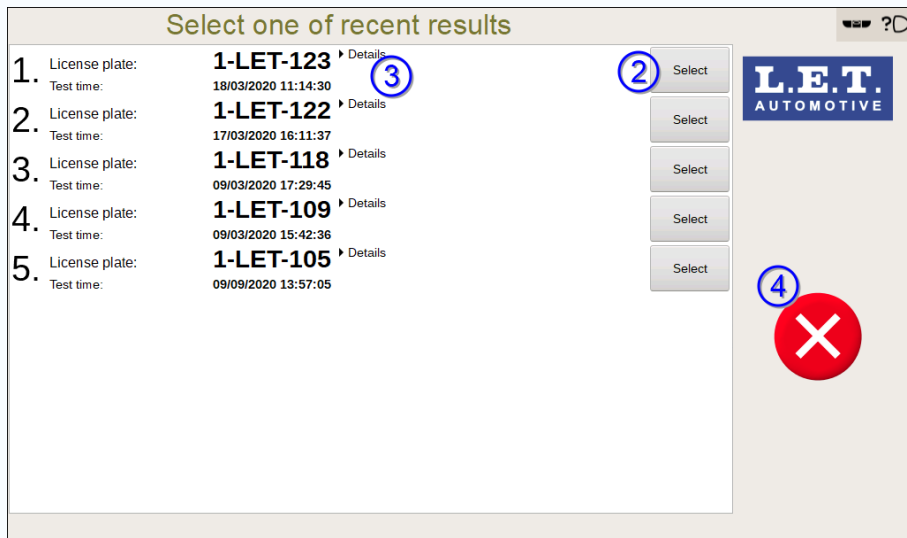 Select one of recent results
?
1. License plate: 1-LET-123 Details
Test time: 18/03/2020 11:14:30
3
2
Select
2. License plate: 1-LET-122 Details
Test time: 17/03/2020 16:11:37
Select
3. License plate: 1-LET-118 Details
Test time: 09/03/2020 17:29:45
Select
4. License plate: 1-LET-109 Details
Test time: 09/03/2020 15:42:36
Select
5. License plate: 1-LET-105 Details
Test time: 09/09/2020 13:57:05
Select
L.E.T.
AUTOMOTIVE
4